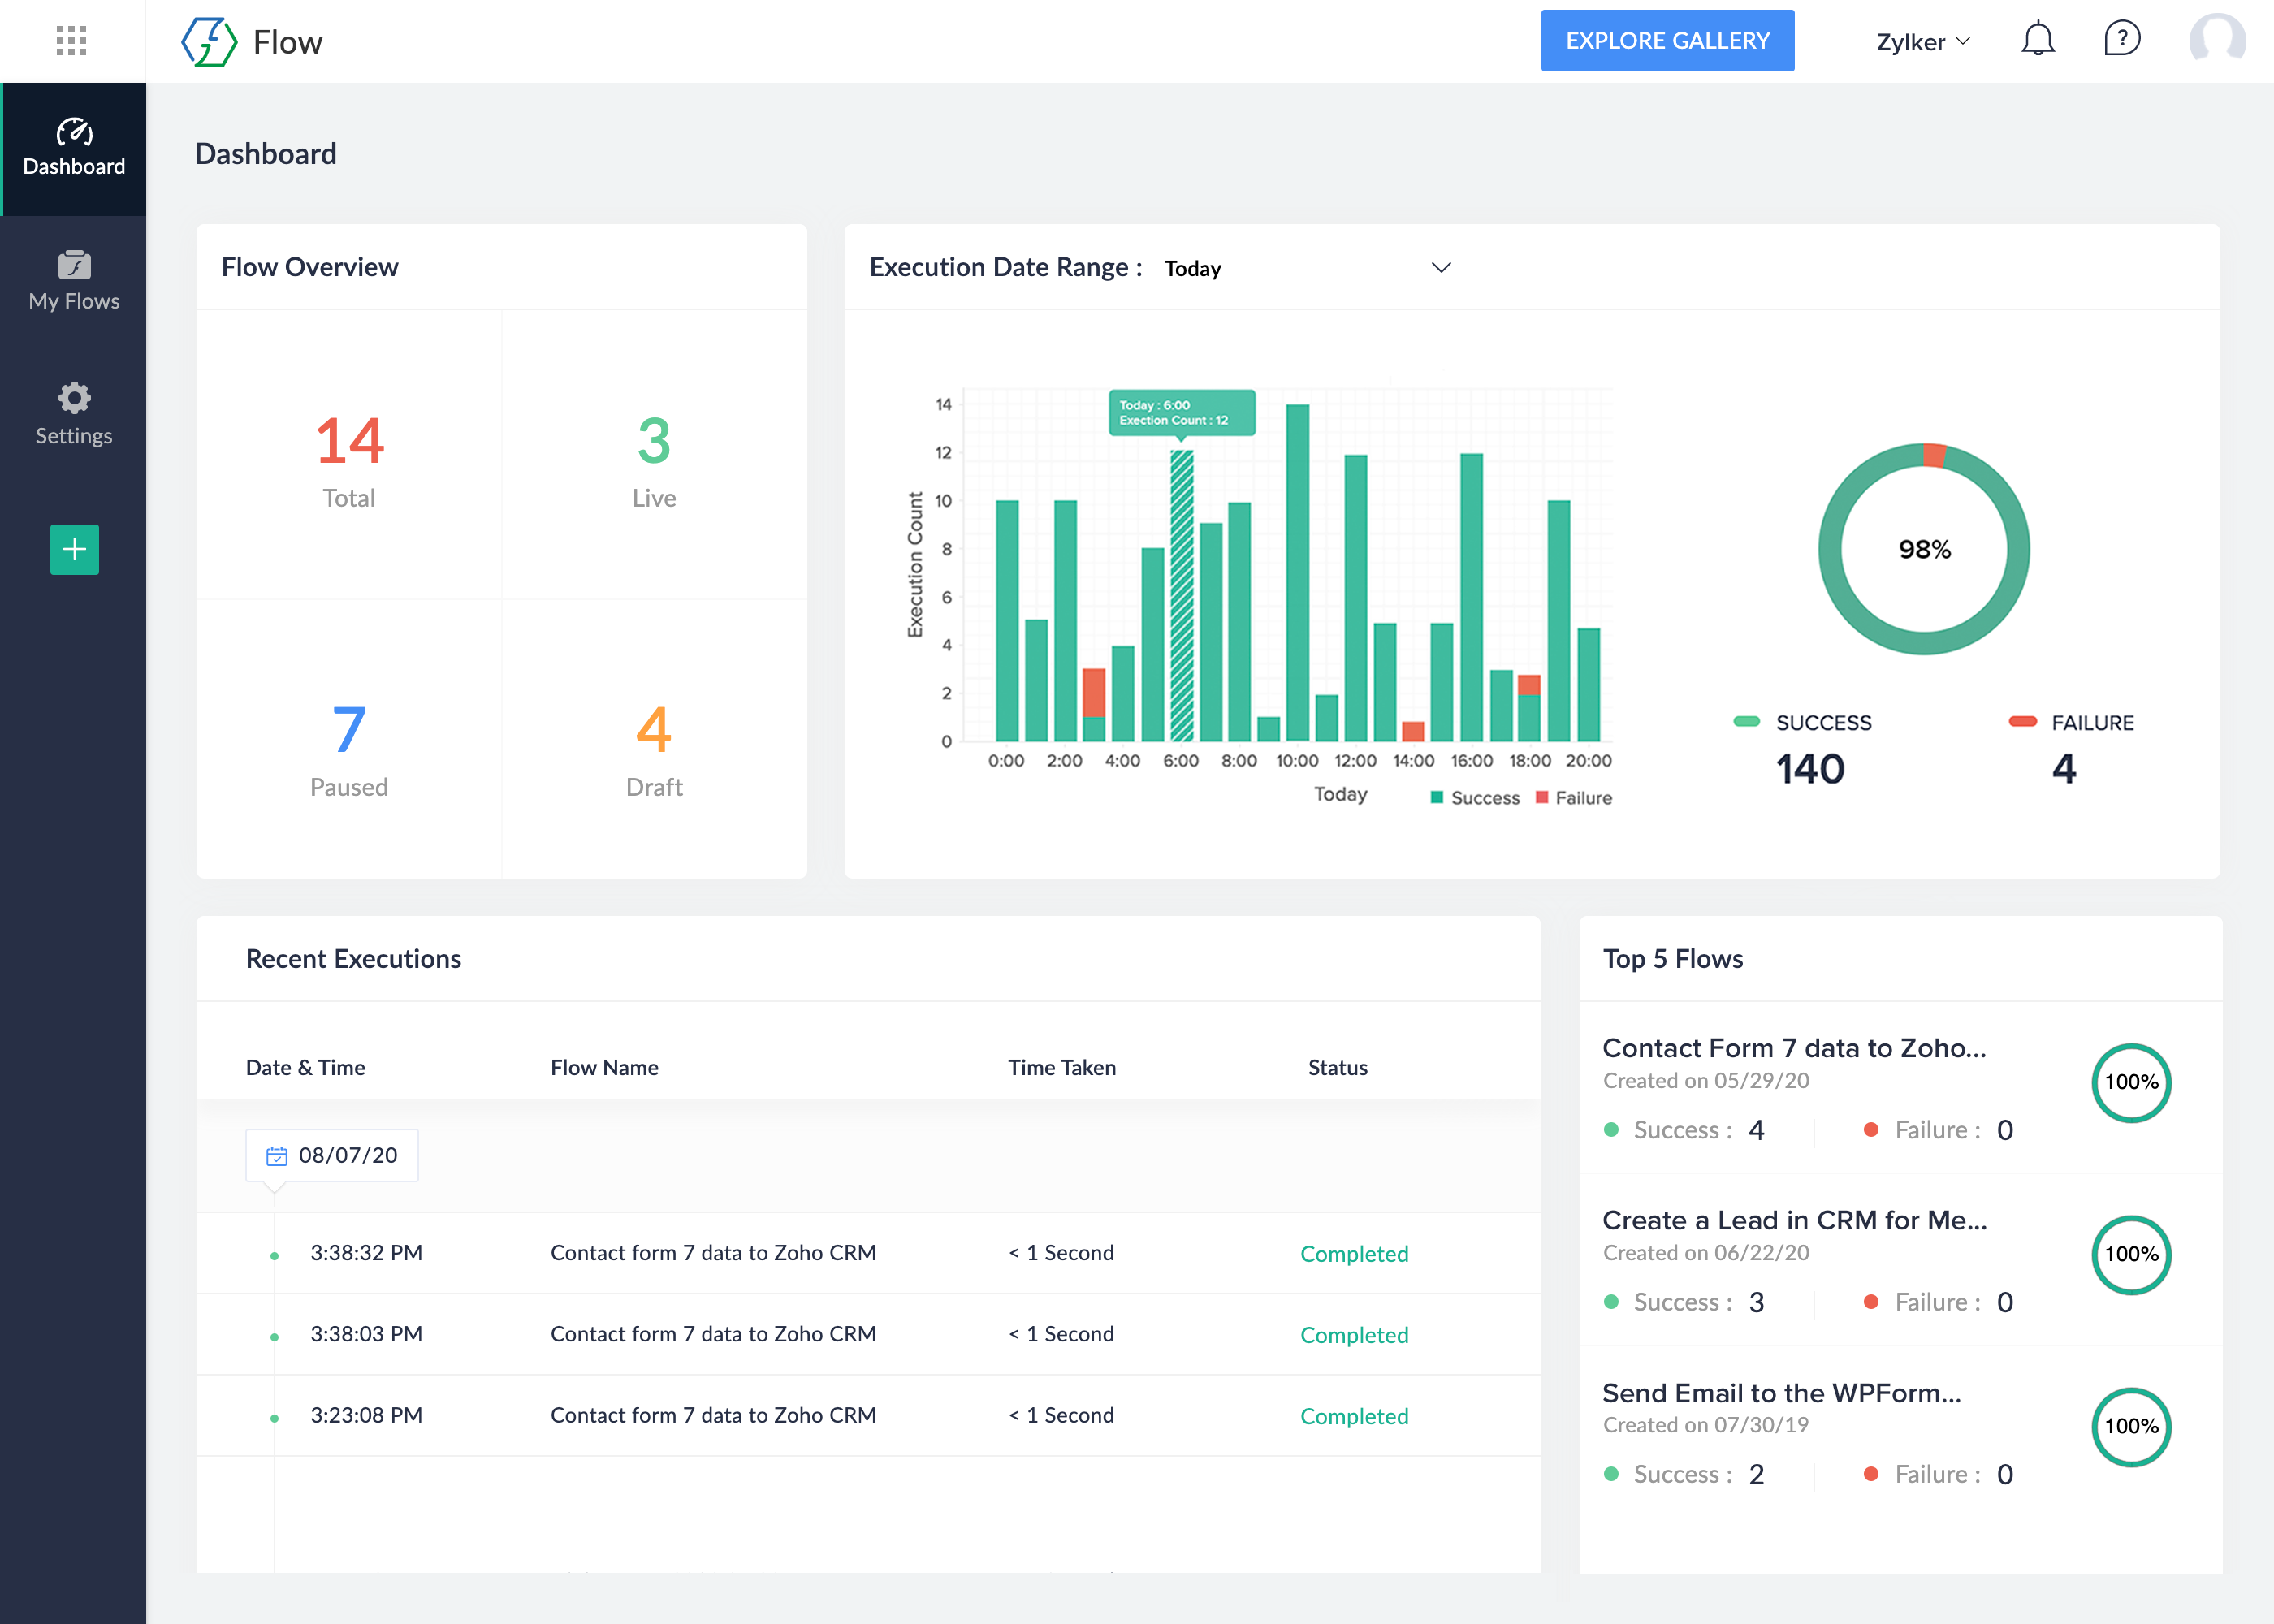 Flow
EXPLORE GALLERY
Zylker
?
Dashboard
My Flows
Settings
Dashboard
Flow Overview
14
Total
3
Live
7
Paused
4
Draft
Execution Date Range : Today
Execution Count
14
12
10
8
6
4
2
0
Today : 6:00
Exection Count : 12
0:00 2:00 4:00 6:00 8:00 10:00 12:00 14:00 16:00 18:00 20:00
Today
Success Failure
98%
SUCCESS
140
FAILURE
4
Recent Executions
Date & Time Flow Name Time Taken Status
08/07/20
3:38:32 PM Contact form 7 data to Zoho CRM < 1 Second Completed
3:38:03 PM Contact form 7 data to Zoho CRM < 1 Second Completed
3:23:08 PM Contact form 7 data to Zoho CRM < 1 Second Completed
Top 5 Flows
Contact Form 7 data to Zoho...
Created on 05/29/20
100%
Success : 4 Failure : 0
Create a Lead in CRM for Me...
Created on 06/22/20
100%
Success : 3 Failure : 0
Send Email to the WPForm...
Created on 07/30/19
100%
Success : 2 Failure : 0